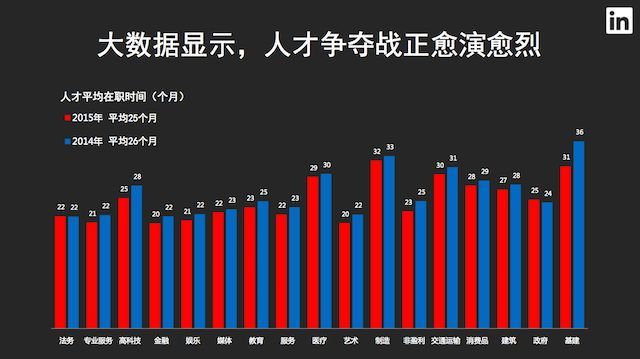 in
大数据显示，人才争夺战正愈演愈烈
人才平均在职时间（个月）
2015年 平均25个月
2014年 平均26个月
22 22 21 22 25 28 20 22 21 22 22 23 23 25 22 23 29 30 20 22 32 33 23 25 30 31 28 29 27 28 25 24 31 36
法务 专业服务 高科技 金融 娱乐 媒体 教育 服务 医疗 艺术 制造 非盈利 交通运输 消费品 建筑 政府 基建